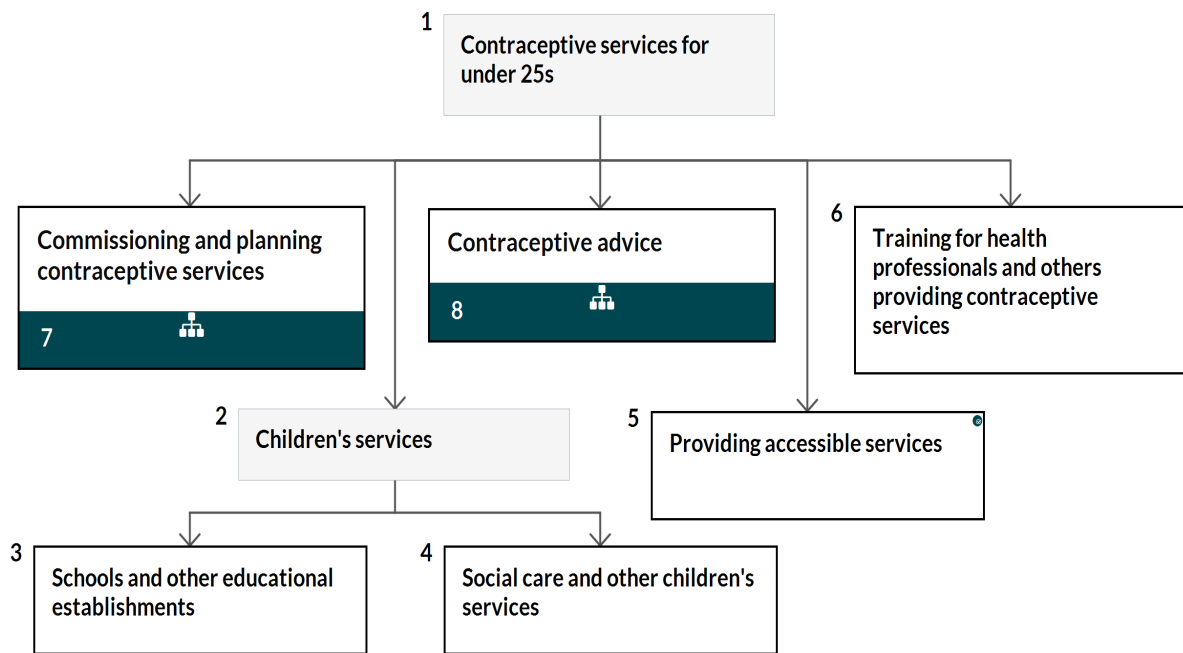 1
Contraceptive services for
under 25s
Commissioning and planning
contraceptive services
7
Contraceptive advice
8
6
Training for health
professionals and others
providing contraceptive
services
2
Children's services
5
Providing accessible services
3
Schools and other educational
establishments
4
Social care and other children's
services